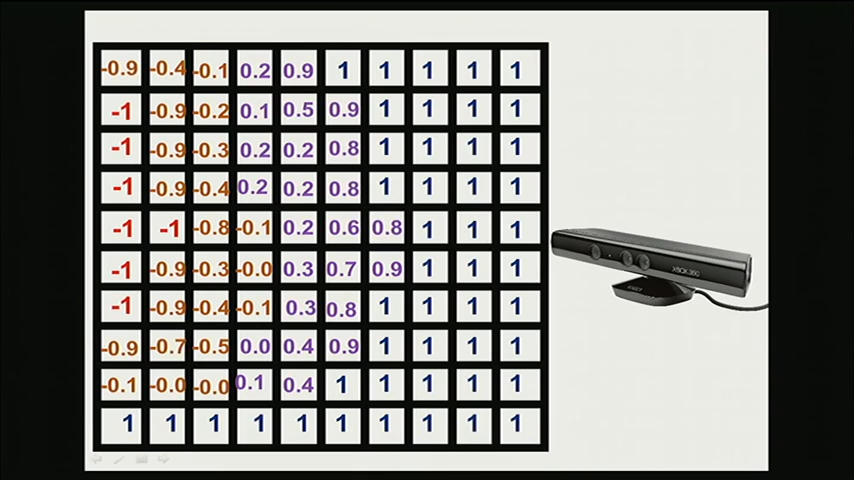 -0.9 -0.4 -0.1 0.2 0.9 1 1 1 1 1
-1 -0.9 -0.2 0.1 0.5 0.9 1 1 1 1
-1 -0.9 -0.3 0.2 0.2 0.8 1 1 1 1
-1 -0.9 -0.4 0.2 0.2 0.8 1 1 1 1
-1 -1 -0.8 -0.1 0.2 0.6 0.8 1 1 1
-1 -0.9 -0.3 -0.0 0.3 0.7 0.9 1 1 1
-1 -0.9 -0.4 -0.1 0.3 0.8 1 1 1 1
-0.9 -0.7 -0.5 0.0 0.4 0.9 1 1 1 1
-0.1 -0.0 -0.0 0.1 0.4 1 1 1 1 1
1 1 1 1 1 1 1 1 1 1
XBOX360